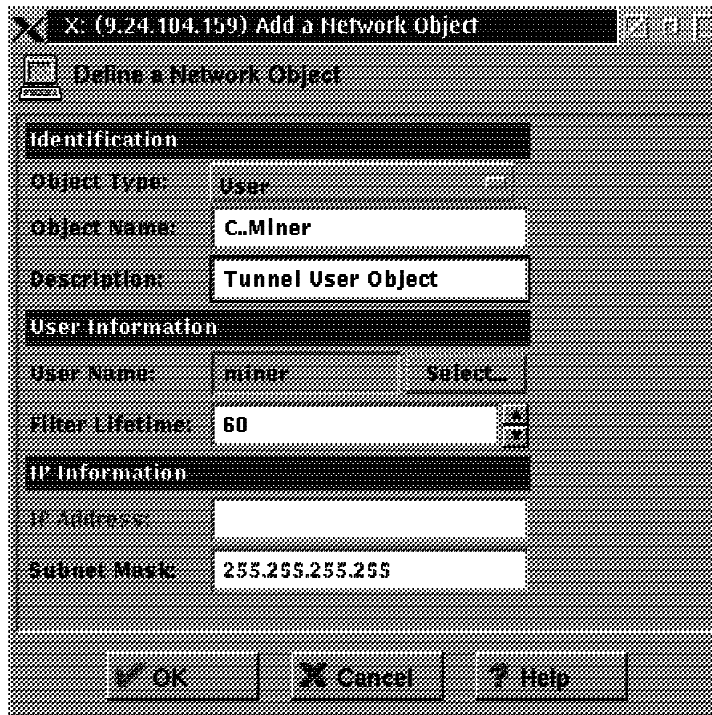 X: (9.24.104.159) Add a Network Object
Define a Network Object
Identification
Object Type: User
Object Name: C..Miner
Description: Tunnel User Object
User Information
User Name: miner Select...
Filter Lifetime: 60
IP Information
IP Address:
Subnet Mask: 255.255.255.255
OK Cancel ? Help